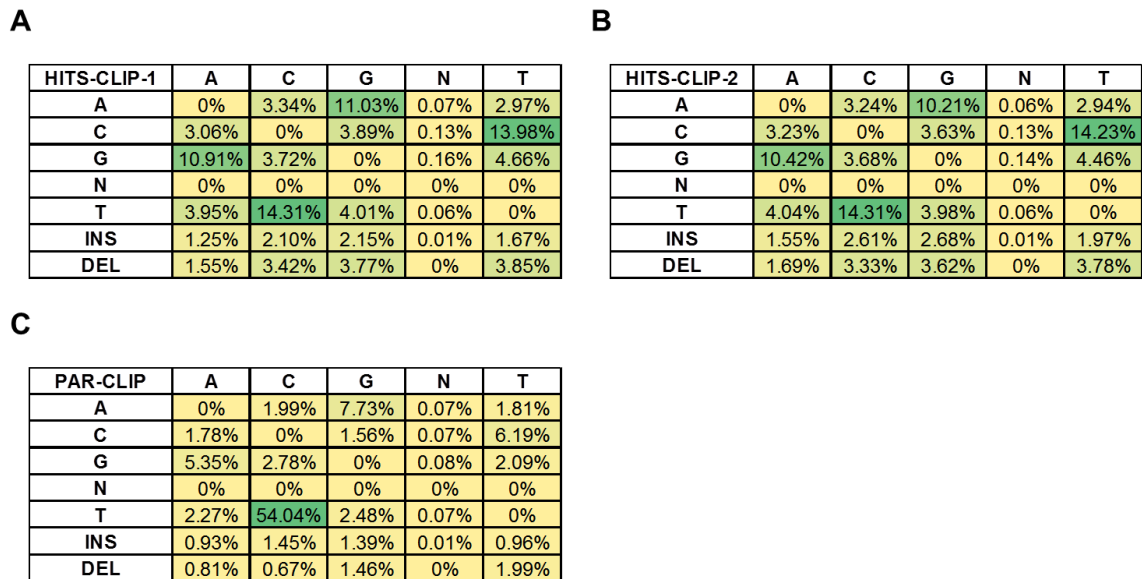 A
HITS-CLIP-1 A C G N T
A 0% 3.34% 11.03% 0.07% 2.97%
C 3.06% 0% 3.89% 0.13% 13.98%
G 10.91% 3.72% 0% 0.16% 4.66%
N 0% 0% 0% 0% 0%
T 3.95% 14.31% 4.01% 0.06% 0%
INS 1.25% 2.10% 2.15% 0.01% 1.67%
DEL 1.55% 3.42% 3.77% 0% 3.85%
B
HITS-CLIP-2 A C G N T
A 0% 3.24% 10.21% 0.06% 2.94%
C 3.23% 0% 3.63% 0.13% 14.23%
G 10.42% 3.68% 0% 0.14% 4.46%
N 0% 0% 0% 0% 0%
T 4.04% 14.31% 3.98% 0.06% 0%
INS 1.55% 2.61% 2.68% 0.01% 1.97%
DEL 1.69% 3.33% 3.62% 0% 3.78%
C
PAR-CLIP A C G N T
A 0% 1.99% 7.73% 0.07% 1.81%
C 1.78% 0% 1.56% 0.07% 6.19%
G 5.35% 2.78% 0% 0.08% 2.09%
N 0% 0% 0% 0% 0%
T 2.27% 54.04% 2.48% 0.07% 0%
INS 0.93% 1.45% 1.39% 0.01% 0.96%
DEL 0.81% 0.67% 1.46% 0% 1.99%